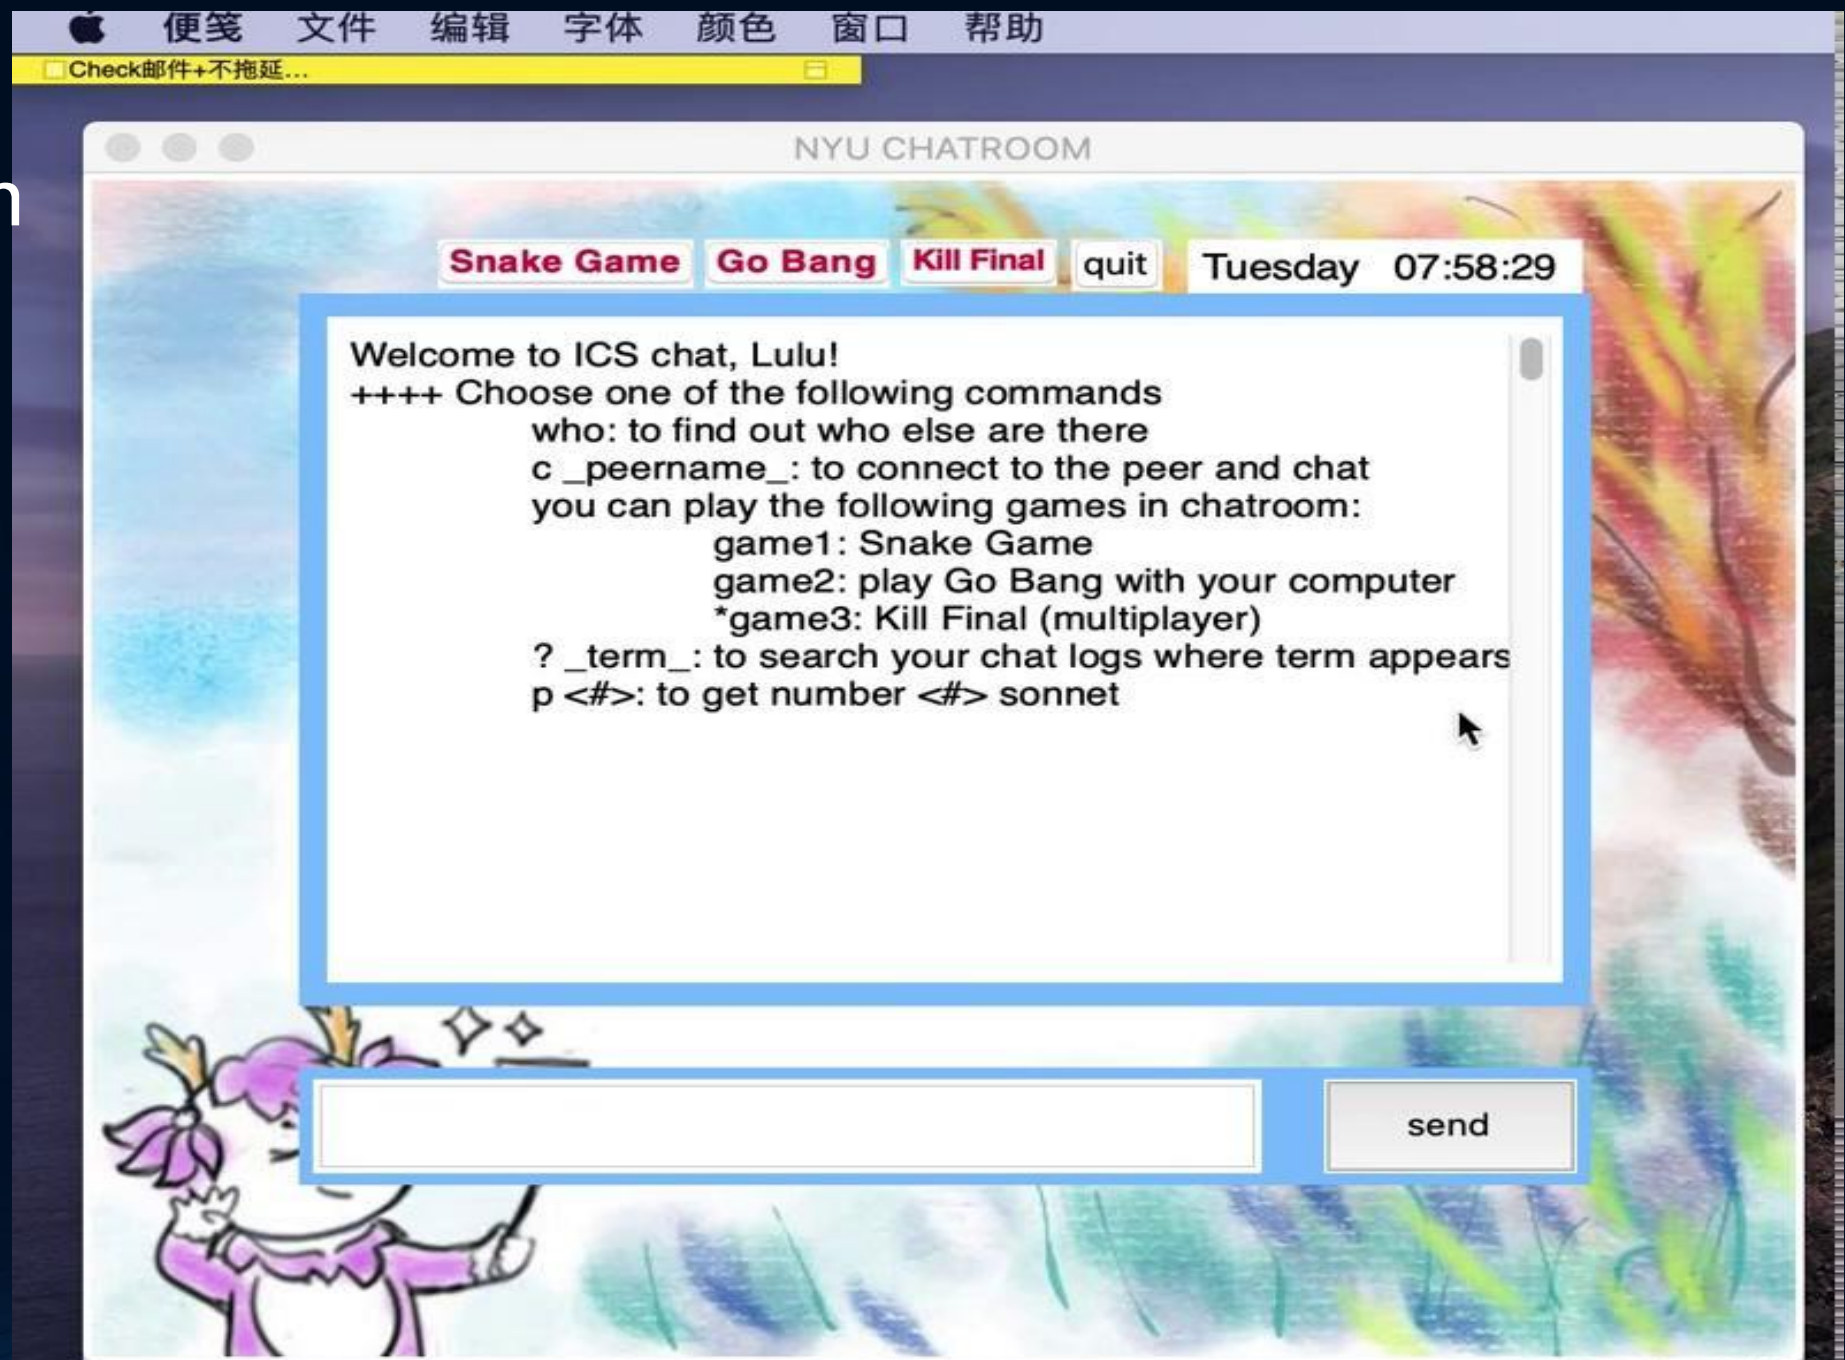 便笺 文件 编辑 字体 颜色 窗口 帮助
Check邮件+不拖延...
NYU CHATROOM
n
Snake Game Go Bang Kill Final quit Tuesday 07:58:29
Welcome to ICS chat, Lulu!
++++ Choose one of the following commands
who: to find out who else are there
c _peername_: to connect to the peer and chat
you can play the following games in chatroom:
game1: Snake Game
game2: play Go Bang with your computer
*game3: Kill Final (multiplayer)
? _term_: to search your chat logs where term appears
p <#>: to get number <#> sonnet
send